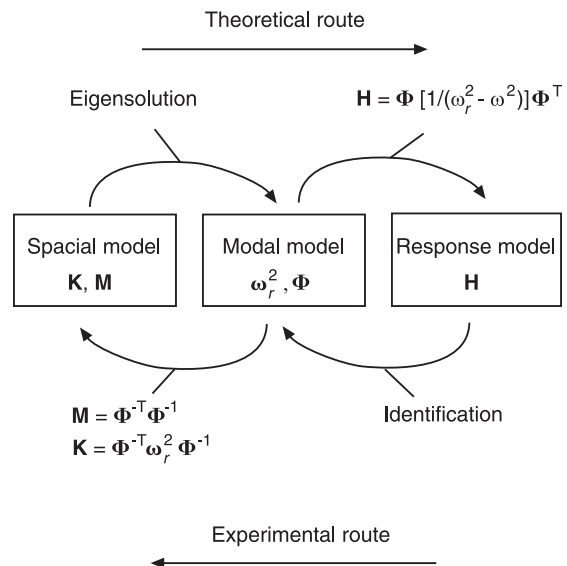 Theoretical route
Eigensolution
H = Φ [1/(ω_r^2 - ω^2)]Φ^T
Spacial model
K, M
Modal model
ω_r^2, Φ
Response model
H
M = Φ^-T Φ^-1
K = Φ^-T ω_r^2 Φ^-1
Identification
Experimental route